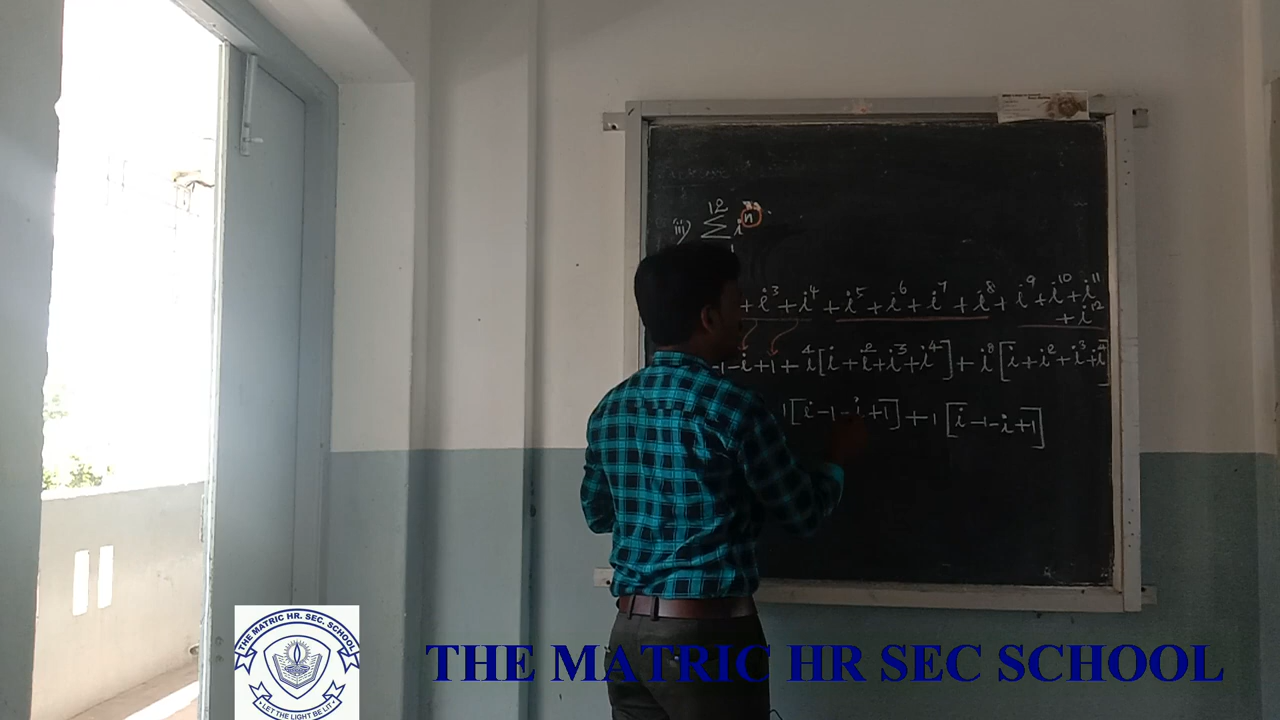 12
iii) Σ iⁿ
1
+ i³ + i⁴ + i⁵ + i⁶ + i⁷ + i⁸ + i⁹ + i¹⁰ + i¹¹
+ i¹²
-1 - i + 1 + i⁴[i + i² + i³ + i⁴] + i⁸[i + i² + i³ + i⁴]
1[i - 1 - i + 1] + 1[i - 1 - i + 1]
THE MATRIC HR. SEC. SCHOOL
LET THE LIGHT BE LIT
THE MATRIC HR SEC SCHOOL